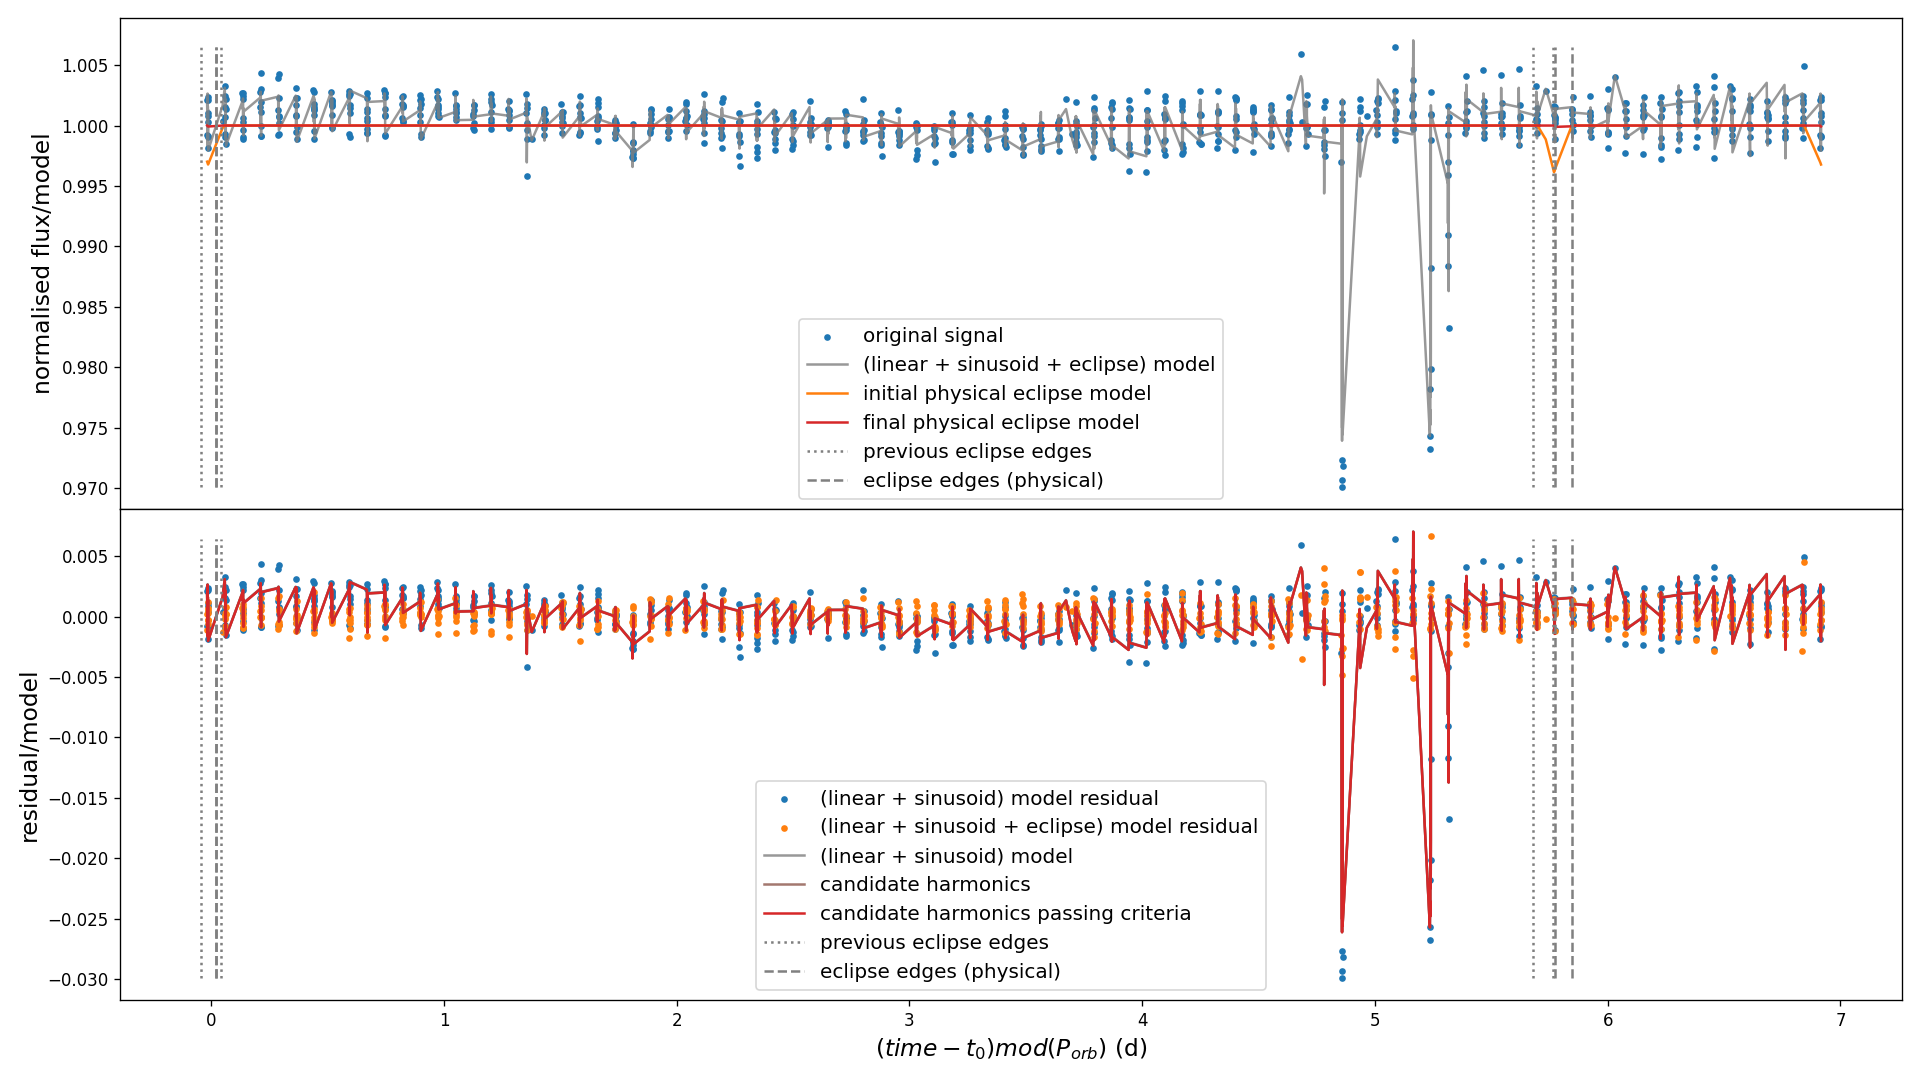 normalised flux/model
1.005
1.000
0.995
0.990
0.985
0.980
0.975
0.970
original signal
(linear + sinusoid + eclipse) model
initial physical eclipse model
final physical eclipse model
previous eclipse edges
eclipse edges (physical)
residual/model
0.005
0.000
−0.005
−0.010
−0.015
−0.020
−0.025
−0.030
(linear + sinusoid) model residual
(linear + sinusoid + eclipse) model residual
(linear + sinusoid) model
candidate harmonics
candidate harmonics passing criteria
previous eclipse edges
eclipse edges (physical)
0 1 2 3 4 5 6 7
(time − t₀)mod(P_orb) (d)